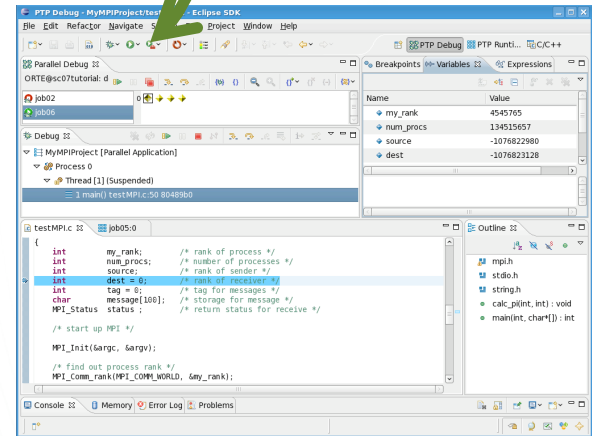 PTP Debug - MyMPIProject/test Eclipse SDK
File Edit Refactor Navigate S Project Window Help
PTP Debug PTP Runti... C/C++
Parallel Debug
Breakpoints Variables Expressions
ORTE@sc07tutorial: d
job02 0
job06
Name Value
my_rank 4545765
num_procs 134515657
source -1076822980
dest -1076823128
Debug
MyMPIProject [Parallel Application]
Process 0
Thread [1] (Suspended)
1 main() testMPI.c:50 80489b0
testMPI.c job05:0
Outline
{
int my_rank; /* rank of process */
int num_procs; /* number of processes */
int source; /* rank of sender */
int dest = 0; /* rank of receiver */
int tag = 0; /* tag for messages */
char message[100]; /* storage for message */
MPI_Status status ; /* return status for receive */
/* start up MPI */
MPI_Init(&argc, &argv);
/* find out process rank */
MPI_Comm_rank(MPI_COMM_WORLD, &my_rank);
mpi.h
stdio.h
string.h
calc_pi(int, int) : void
main(int, char*[]) : int
Console Memory Error Log Problems